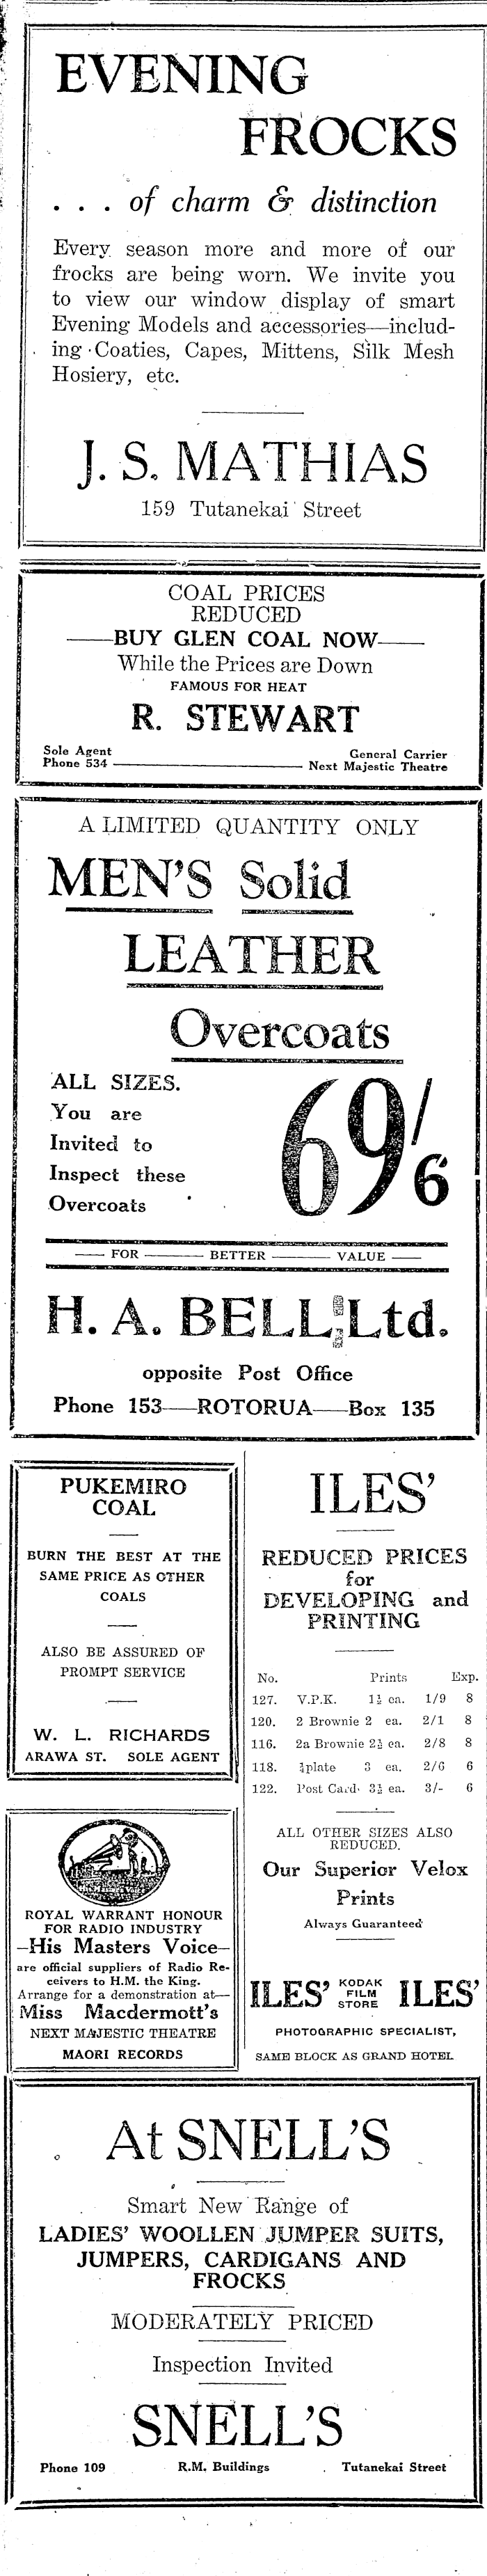 EVENING
FROCKS
. . . of charm & distinction
Every season more and more of our
frocks are being worn. We invite you
to view our window display of smart
Evening Models and accessories—includ-
ing Coaties, Capes, Mittens, Silk Mesh
Hosiery, etc.
J. S. MATHIAS
159 Tutanekai Street
COAL PRICES
REDUCED
—BUY GLEN COAL NOW—
While the Prices are Down
FAMOUS FOR HEAT
R. STEWART
Sole Agent General Carrier
Phone 534 — Next Majestic Theatre
A LIMITED QUANTITY ONLY
MEN'S Solid
LEATHER
Overcoats
ALL SIZES.
You are
Invited to
Inspect these
Overcoats
69/6
— FOR — BETTER — VALUE —
H. A. BELL, Ltd.
opposite Post Office
Phone 153—ROTORUA—Box 135
PUKEMIRO
COAL
BURN THE BEST AT THE
SAME PRICE AS OTHER
COALS
ALSO BE ASSURED OF
PROMPT SERVICE
W. L. RICHARDS
ARAWA ST. SOLE AGENT
ROYAL WARRANT HONOUR
FOR RADIO INDUSTRY
—His Masters Voice—
are official suppliers of Radio Re-
ceivers to H.M. the King.
Arrange for a demonstration at—
Miss Macdermott's
NEXT MAJESTIC THEATRE
MAORI RECORDS
ILES'
REDUCED PRICES
for
DEVELOPING and
PRINTING
No. Prints Exp.
127. V.P.K. 1½ ea. 1/9 8
120. 2 Brownie 2 ea. 2/1 8
116. 2a Brownie 2½ ea. 2/8 8
118. ¼plate 3 ea. 2/6 6
122. Post Card 3½ ea. 3/- 6
ALL OTHER SIZES ALSO
REDUCED.
Our Superior Velox
Prints
Always Guaranteed
ILES' KODAK FILM STORE ILES'
PHOTOGRAPHIC SPECIALIST,
SAME BLOCK AS GRAND HOTEL
At SNELL'S
Smart New Range of
LADIES' WOOLLEN JUMPER SUITS,
JUMPERS, CARDIGANS AND
FROCKS
MODERATELY PRICED
Inspection Invited
SNELL'S
Phone 109 R.M. Buildings Tutanekai Street